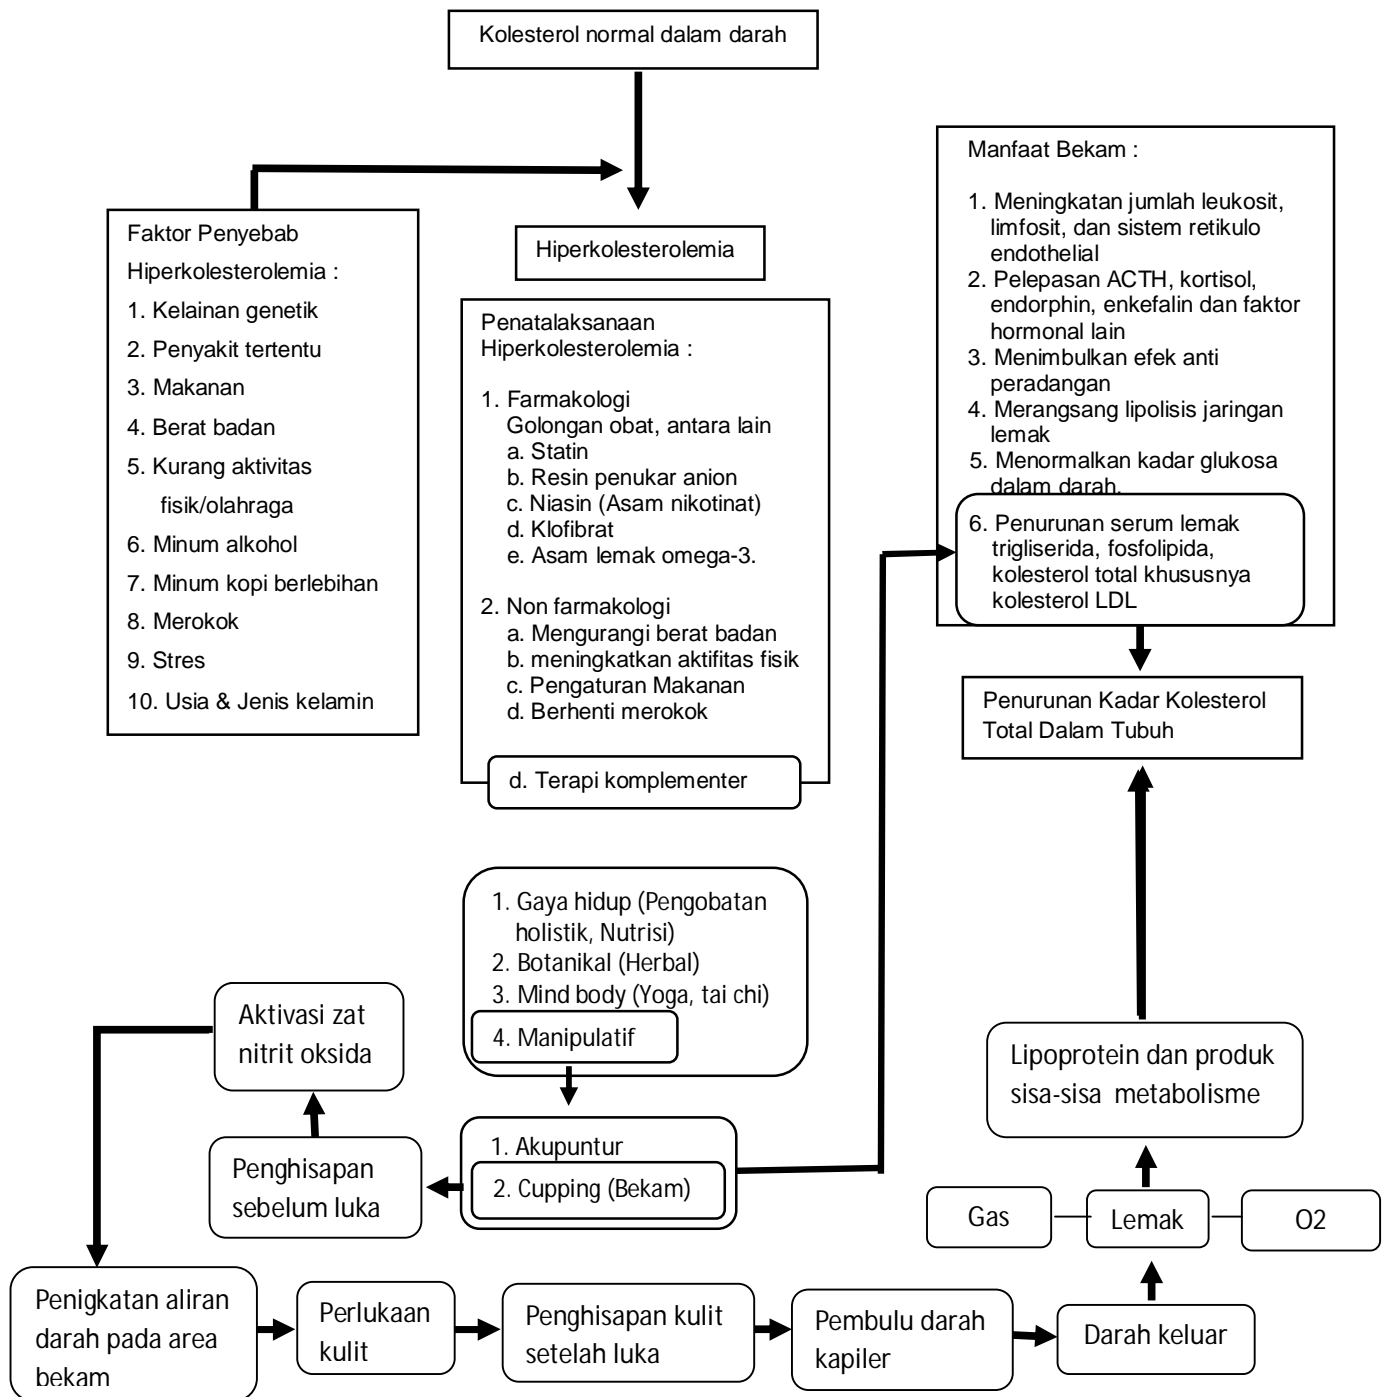 Kolesterol normal dalam darah
Faktor Penyebab
Hiperkolesterolemia :
1. Kelainan genetik
2. Penyakit tertentu
3. Makanan
4. Berat badan
5. Kurang aktivitas
fisik/olahraga
6. Minum alkohol
7. Minum kopi berlebihan
8. Merokok
9. Stres
10. Usia & Jenis kelamin
Hiperkolesterolemia
Penatalaksanaan
Hiperkolesterolemia :
1. Farmakologi
Golongan obat, antara lain
a. Statin
b. Resin penukar anion
c. Niasin (Asam nikotinat)
d. Klofibrat
e. Asam lemak omega-3.
2. Non farmakologi
a. Mengurangi berat badan
b. meningkatkan aktifitas fisik
c. Pengaturan Makanan
d. Berhenti merokok
d. Terapi komplementer
Manfaat Bekam :
1. Meningkatan jumlah leukosit,
limfosit, dan sistem retikulo
endothelial
2. Pelepasan ACTH, kortisol,
endorphin, enkefalin dan faktor
hormonal lain
3. Menimbulkan efek anti
peradangan
4. Merangsang lipolisis jaringan
lemak
5. Menormalkan kadar glukosa
dalam darah.
6. Penurunan serum lemak
trigliserida, fosfolipida,
kolesterol total khususnya
kolesterol LDL
Penurunan Kadar Kolesterol
Total Dalam Tubuh
1. Gaya hidup (Pengobatan
holistik, Nutrisi)
2. Botanikal (Herbal)
3. Mind body (Yoga, tai chi)
4. Manipulatif
1. Akupuntur
2. Cupping (Bekam)
Aktivasi zat
nitrit oksida
Penghisapan
sebelum luka
Lipoprotein dan produk
sisa-sisa metabolisme
Gas
Lemak
O2
Penigkatan aliran
darah pada area
bekam
Perlukaan
kulit
Penghisapan kulit
setelah luka
Pembulu darah
kapiler
Darah keluar